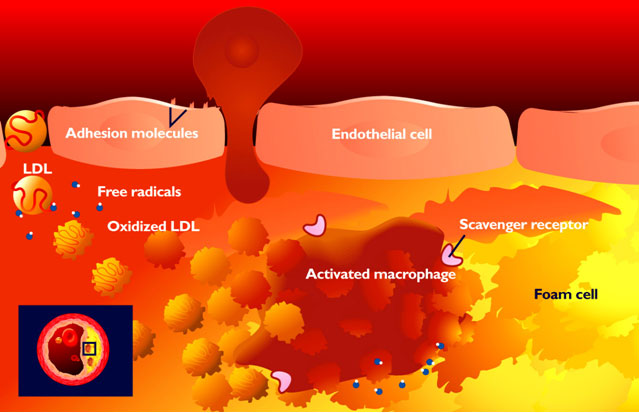 Adhesion molecules
Endothelial cell
LDL
Free radicals
Oxidized LDL
Scavenger receptor
Activated macrophage
Foam cell